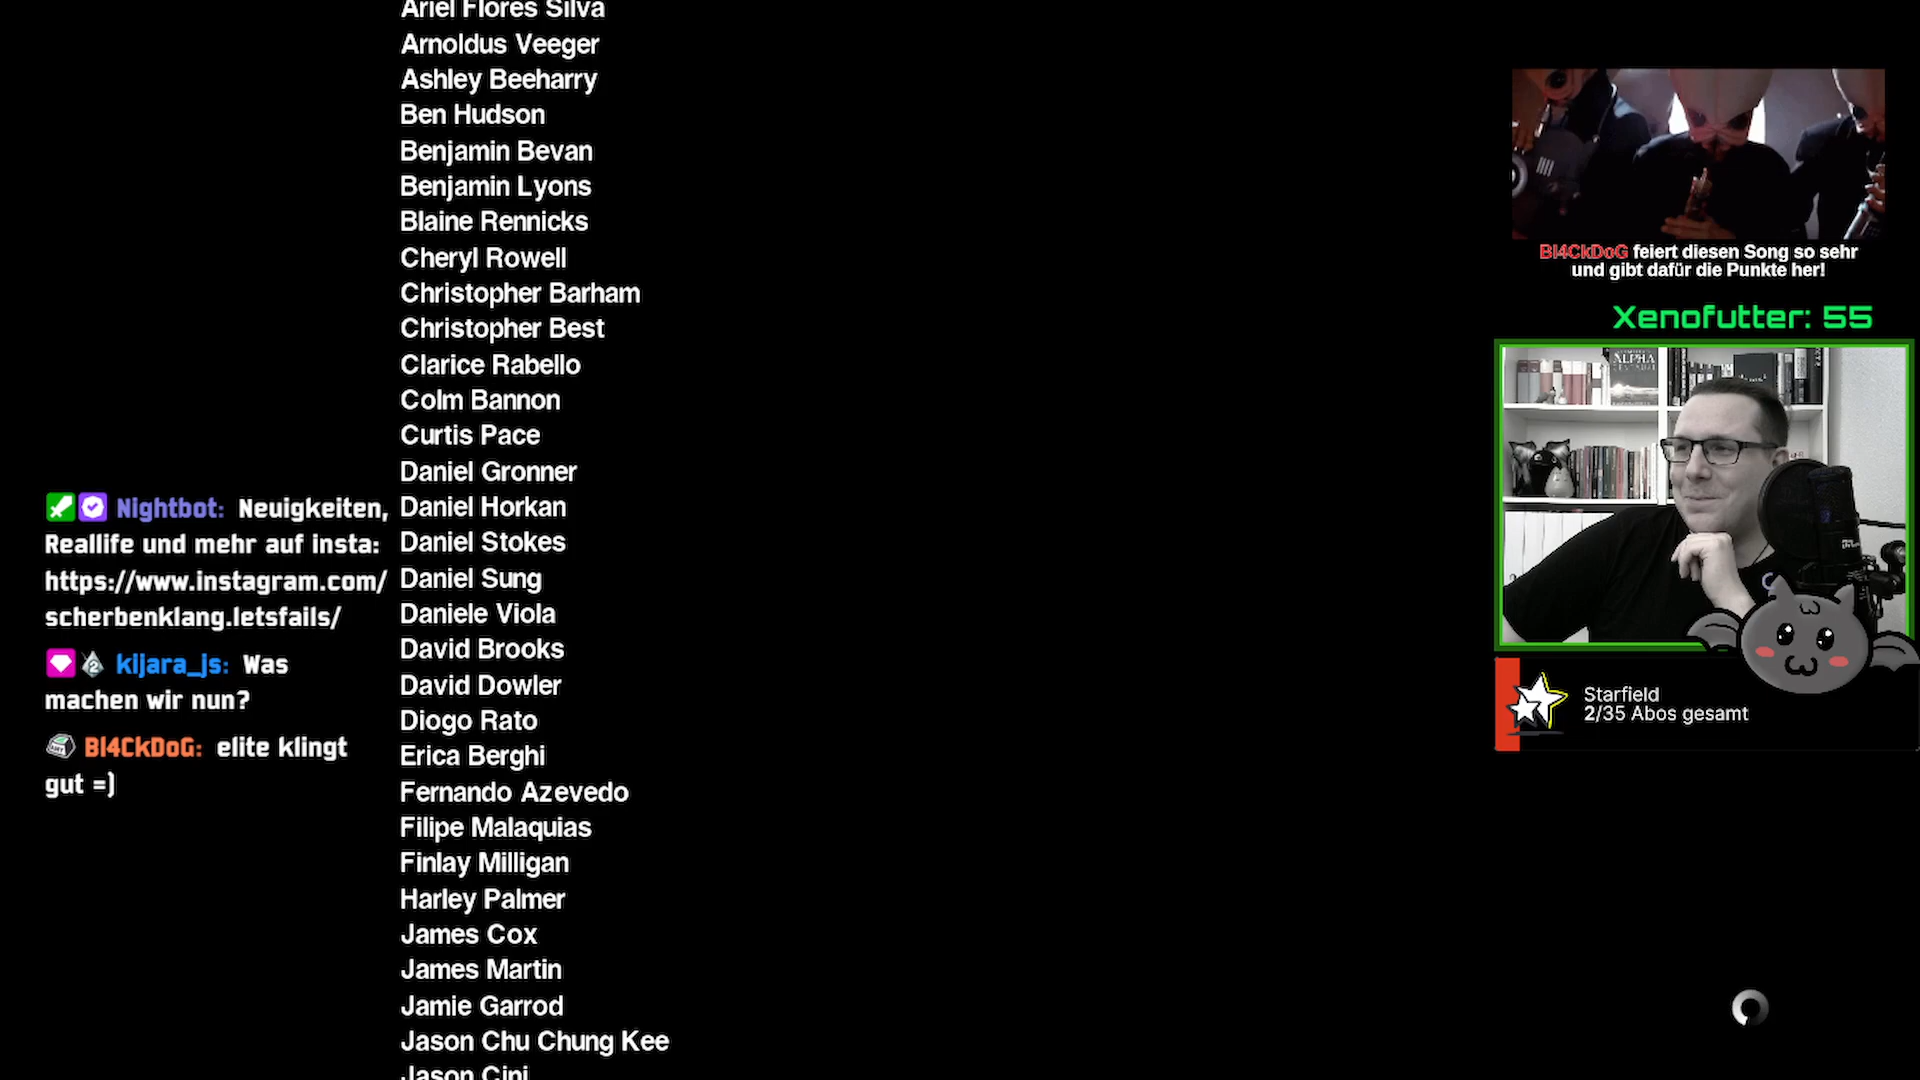 Ariel Flores Silva
Arnoldus Veeger
Ashley Beeharry
Ben Hudson
Benjamin Bevan
Benjamin Lyons
Blaine Rennicks
Cheryl Rowell
Christopher Barham
Christopher Best
Clarice Rabello
Colm Bannon
Curtis Pace
Daniel Gronner
Daniel Horkan
Daniel Stokes
Daniel Sung
Daniele Viola
David Brooks
David Dowler
Diogo Rato
Erica Berghi
Fernando Azevedo
Filipe Malaquias
Finlay Milligan
Harley Palmer
James Cox
James Martin
Jamie Garrod
Jason Chu Chung Kee
Jason Cini
Nightbot: Neuigkeiten,
Reallife und mehr auf insta:
https://www.instagram.com/
scherbenklang.letsfails/
kijara_js: Was
machen wir nun?
Bl4CkDoG: elite klingt
gut =)
Bl4CkDoG feiert diesen Song so sehr
und gibt dafür die Punkte her!
Xenofutter: 55
ALPHA
Starfield
2/35 Abos gesamt